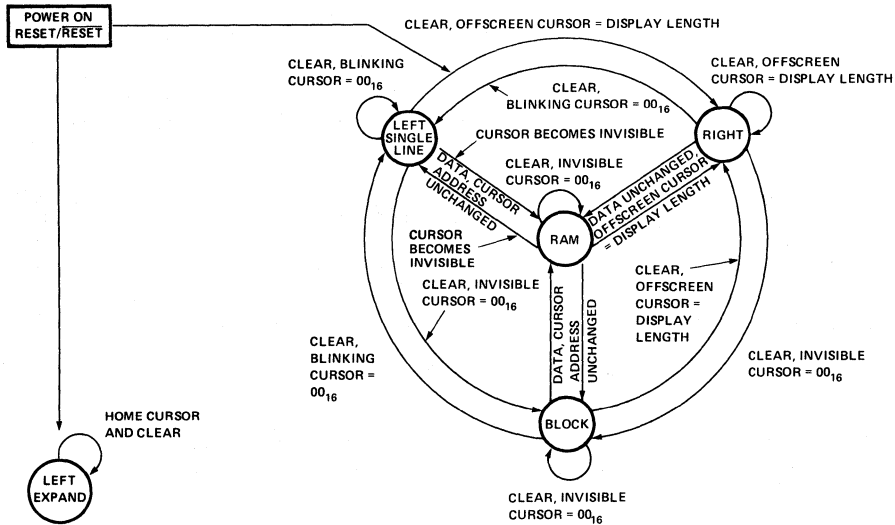 POWER ON
RESET/RESET
CLEAR, OFFSCREEN CURSOR = DISPLAY LENGTH
CLEAR, BLINKING
CURSOR = 00₁₆
CLEAR,
BLINKING CURSOR = 00₁₆
CLEAR, OFFSCREEN
CURSOR = DISPLAY LENGTH
LEFT
SINGLE
LINE
CURSOR BECOMES INVISIBLE
RIGHT
DATA, CURSOR
ADDRESS
UNCHANGED
CLEAR, INVISIBLE
CURSOR = 00₁₆
DATA UNCHANGED,
OFFSCREEN CURSOR
= DISPLAY LENGTH
RAM
CURSOR
BECOMES
INVISIBLE
CLEAR, INVISIBLE
CURSOR = 00₁₆
CLEAR,
OFFSCREEN
CURSOR =
DISPLAY
LENGTH
DATA, CURSOR
ADDRESS
UNCHANGED
CLEAR,
BLINKING
CURSOR =
00₁₆
CLEAR, INVISIBLE
CURSOR = 00₁₆
BLOCK
HOME CURSOR
AND CLEAR
LEFT
EXPAND
CLEAR, INVISIBLE
CURSOR = 00₁₆